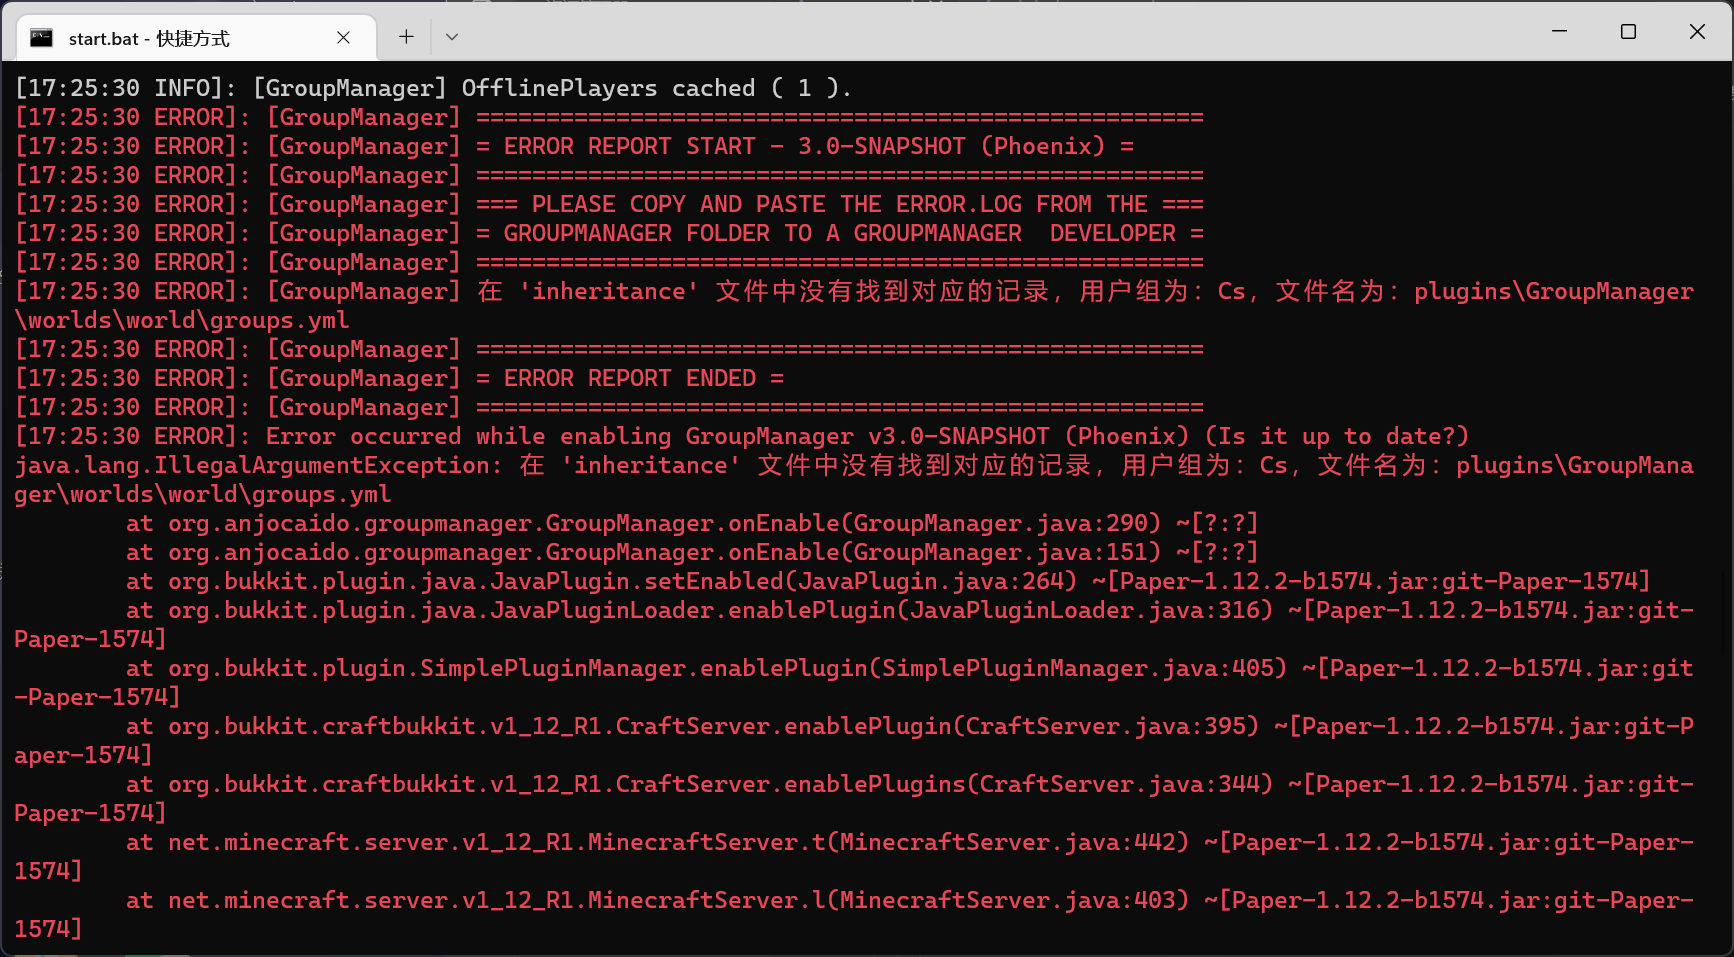 start.bat - 快捷方式
[17:25:30 INFO]: [GroupManager] OfflinePlayers cached ( 1 ).
[17:25:30 ERROR]: [GroupManager] ====================================================
[17:25:30 ERROR]: [GroupManager] = ERROR REPORT START - 3.0-SNAPSHOT (Phoenix) =
[17:25:30 ERROR]: [GroupManager] ====================================================
[17:25:30 ERROR]: [GroupManager] === PLEASE COPY AND PASTE THE ERROR.LOG FROM THE ===
[17:25:30 ERROR]: [GroupManager] = GROUPMANAGER FOLDER TO A GROUPMANAGER  DEVELOPER =
[17:25:30 ERROR]: [GroupManager] ====================================================
[17:25:30 ERROR]: [GroupManager] 在 'inheritance' 文件中没有找到对应的记录，用户组为：Cs，文件名为：plugins\GroupManager
\worlds\world\groups.yml
[17:25:30 ERROR]: [GroupManager] ====================================================
[17:25:30 ERROR]: [GroupManager] = ERROR REPORT ENDED =
[17:25:30 ERROR]: [GroupManager] ====================================================
[17:25:30 ERROR]: Error occurred while enabling GroupManager v3.0-SNAPSHOT (Phoenix) (Is it up to date?)
java.lang.IllegalArgumentException: 在 'inheritance' 文件中没有找到对应的记录，用户组为：Cs，文件名为：plugins\GroupMana
ger\worlds\world\groups.yml
at org.anjocaido.groupmanager.GroupManager.onEnable(GroupManager.java:290) ~[?:?]
at org.anjocaido.groupmanager.GroupManager.onEnable(GroupManager.java:151) ~[?:?]
at org.bukkit.plugin.java.JavaPlugin.setEnabled(JavaPlugin.java:264) ~[Paper-1.12.2-b1574.jar:git-Paper-1574]
at org.bukkit.plugin.java.JavaPluginLoader.enablePlugin(JavaPluginLoader.java:316) ~[Paper-1.12.2-b1574.jar:git-
Paper-1574]
at org.bukkit.plugin.SimplePluginManager.enablePlugin(SimplePluginManager.java:405) ~[Paper-1.12.2-b1574.jar:git
-Paper-1574]
at org.bukkit.craftbukkit.v1_12_R1.CraftServer.enablePlugin(CraftServer.java:395) ~[Paper-1.12.2-b1574.jar:git-P
aper-1574]
at org.bukkit.craftbukkit.v1_12_R1.CraftServer.enablePlugins(CraftServer.java:344) ~[Paper-1.12.2-b1574.jar:git-
Paper-1574]
at net.minecraft.server.v1_12_R1.MinecraftServer.t(MinecraftServer.java:442) ~[Paper-1.12.2-b1574.jar:git-Paper-
1574]
at net.minecraft.server.v1_12_R1.MinecraftServer.l(MinecraftServer.java:403) ~[Paper-1.12.2-b1574.jar:git-Paper-
1574]